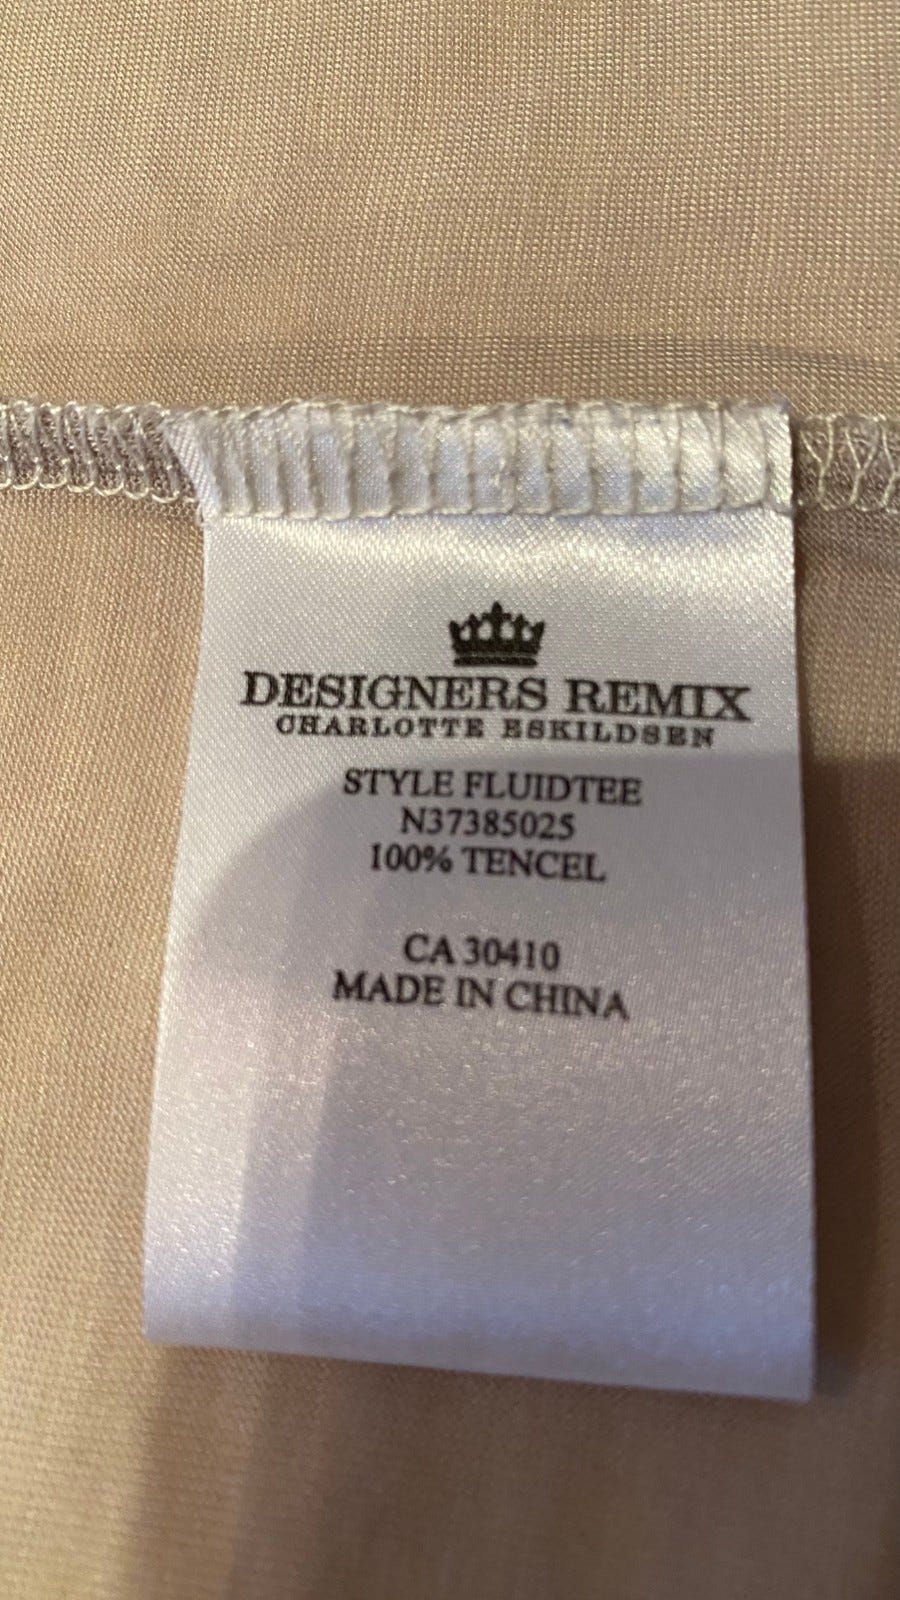 DESIGNERS REMIX
CHARLOTTE ESKILDSEN
STYLE FLUIDTEE
N37385025
100% TENCEL
CA 30410
MADE IN CHINA